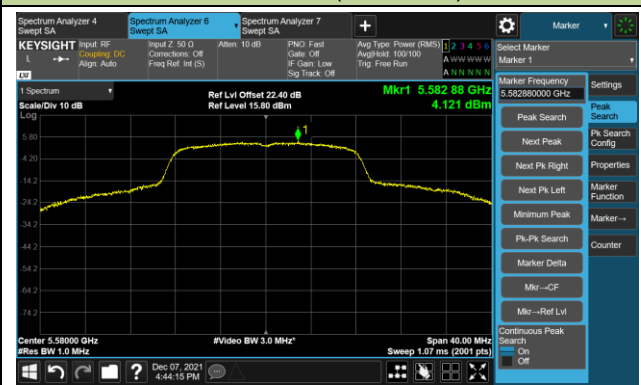 Spectrum Analyzer 4
Swept SA
Spectrum Analyzer 6
Swept SA
Spectrum Analyzer 7
Swept SA
Marker
KEYSIGHT
L
LXI
Input: RF
Coupling: DC
Align: Auto
Input Z: 50 Ω
Corrections: Off
Freq Ref: Int (S)
Atten: 10 dB
PNO: Fast
Gate: Off
IF Gain: Low
Sig Track: Off
Avg Type: Power (RMS)
Avg|Hold: 100/100
Trig: Free Run
1 2 3 4 5 6
A W W W W W
A N N N N N
1 Spectrum
Scale/Div 10 dB
Log
Ref Lvl Offset 22.40 dB
Ref Level 15.80 dBm
Mkr1 5.582 88 GHz
4.121 dBm
1
5.80
-4.20
-14.2
-24.2
-34.2
-44.2
-54.2
-64.2
-74.2
Center 5.58000 GHz
#Res BW 1.0 MHz
#Video BW 3.0 MHz*
Span 40.00 MHz
Sweep 1.07 ms (2001 pts)
Dec 07, 2021
4:44:15 PM
Select Marker
Marker 1
Marker Frequency
5.582880000 GHz
Peak Search
Next Peak
Next Pk Right
Next Pk Left
Minimum Peak
Pk-Pk Search
Marker Delta
Mkr→CF
Mkr→Ref Lvl
Continuous Peak
Search
On
Off
Settings
Peak
Search
Pk Search
Config
Properties
Marker
Function
Marker→
Counter